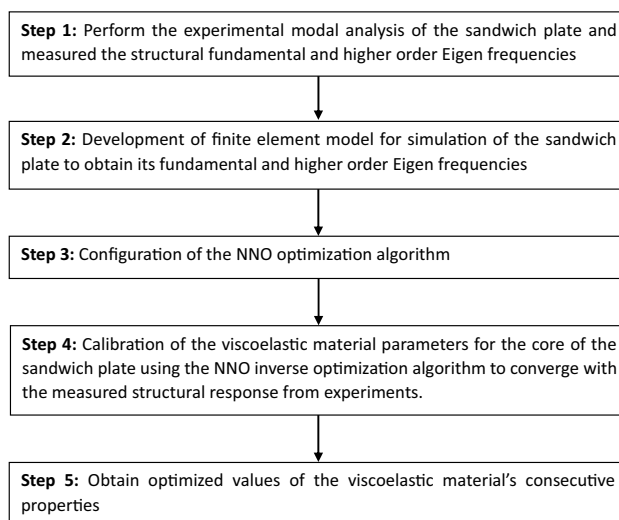 Step 1: Perform the experimental modal analysis of the sandwich plate and
measured the structural fundamental and higher order Eigen frequencies
Step 2: Development of finite element model for simulation of the sandwich
plate to obtain its fundamental and higher order Eigen frequencies
Step 3: Configuration of the NNO optimization algorithm
Step 4: Calibration of the viscoelastic material parameters for the core of the
sandwich plate using the NNO inverse optimization algorithm to converge with
the measured structural response from experiments.
Step 5: Obtain optimized values of the viscoelastic material's consecutive
properties